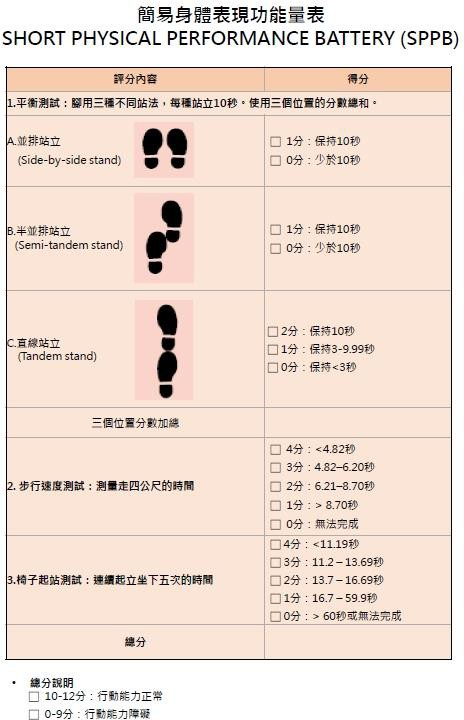 簡易身體表現功能量表
SHORT PHYSICAL PERFORMANCE BATTERY (SPPB)
評分內容
得分
1.平衡測試：腳用三種不同站法，每種站立10秒。使用三個位置的分數總和。
A.並排站立
(Side-by-side stand)
□ 1分：保持10秒
□ 0分：少於10秒
B.半並排站立
(Semi-tandem stand)
□ 1分：保持10秒
□ 0分：少於10秒
C.直線站立
(Tandem stand)
□ 2分：保持10秒
□ 1分：保持3-9.99秒
□ 0分：保持<3秒
三個位置分數加總
2. 步行速度測試：測量走四公尺的時間
□ 4分：<4.82秒
□ 3分：4.82–6.20秒
□ 2分：6.21–8.70秒
□ 1分：> 8.70秒
□ 0分：無法完成
3.椅子起站測試：連續起立坐下五次的時間
□ 4分：<11.19秒
□ 3分：11.2 – 13.69秒
□ 2分：13.7 – 16.69秒
□ 1分：16.7 – 59.9秒
□ 0分：> 60秒或無法完成
總分
• 總分說明
□ 10-12分：行動能力正常
□ 0-9分：行動能力障礙